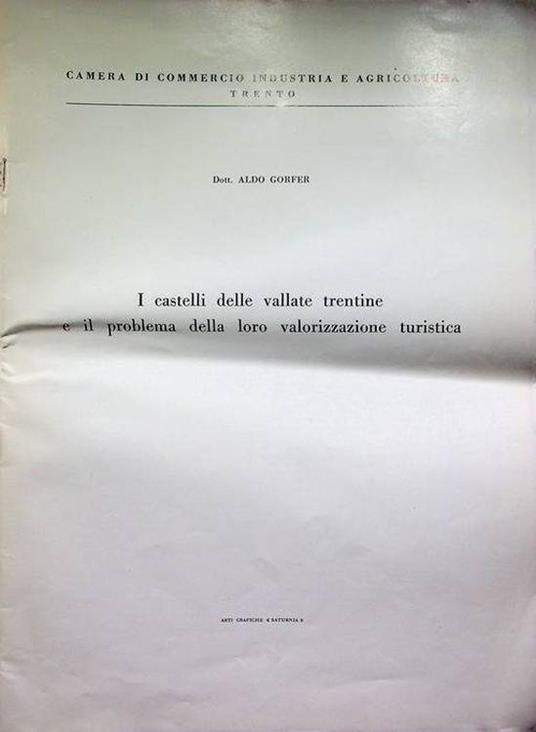 CAMERA DI COMMERCIO INDUSTRIA E AGRICOLTURA
TRENTO
Dott. ALDO GORFER
I castelli delle vallate trentine
e il problema della loro valorizzazione turistica
ARTI GRAFICHE « SATURNIA »